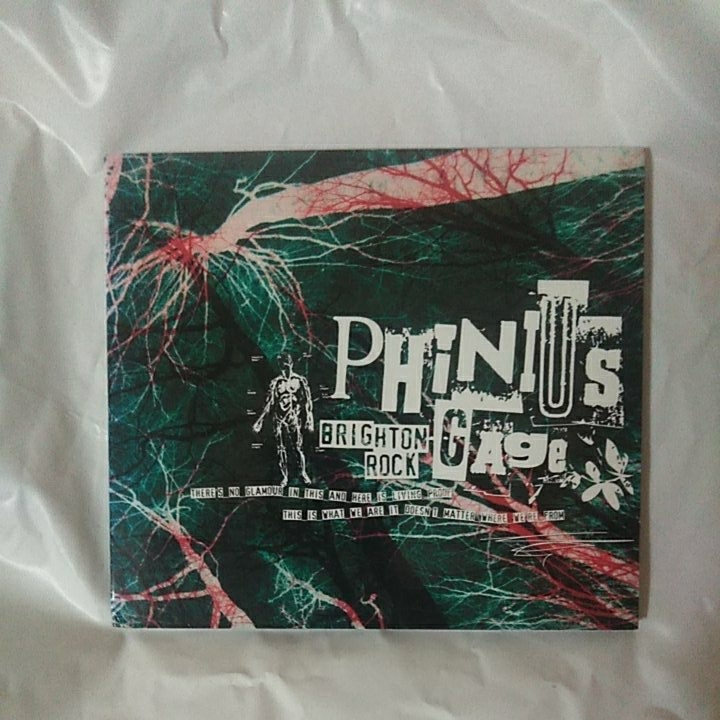 PHINIUS
GAGE
BRIGHTON
ROCK
THERE'S NO GLAMOUR IN THIS AND HERE IS LIVING PROOF
THIS IS WHAT WE ARE IT DOESN'T MATTER WHERE WE'RE FROM